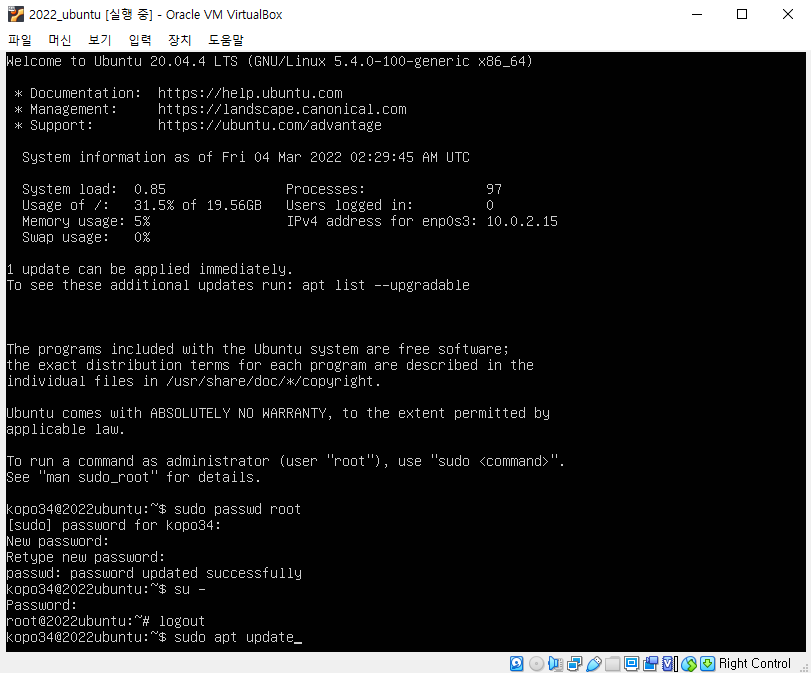 2022_ubuntu [실행 중] - Oracle VM VirtualBox
파일 머신 보기 입력 장치 도움말
Welcome to Ubuntu 20.04.4 LTS (GNU/Linux 5.4.0-100-generic x86_64)
* Documentation: https://help.ubuntu.com
* Management: https://landscape.canonical.com
* Support: https://ubuntu.com/advantage
System information as of Fri 04 Mar 2022 02:29:45 AM UTC
System load: 0.85 Processes: 97
Usage of /: 31.5% of 19.56GB Users logged in: 0
Memory usage: 5% IPv4 address for enp0s3: 10.0.2.15
Swap usage: 0%
1 update can be applied immediately.
To see these additional updates run: apt list --upgradable
The programs included with the Ubuntu system are free software;
the exact distribution terms for each program are described in the
individual files in /usr/share/doc/*/copyright.
Ubuntu comes with ABSOLUTELY NO WARRANTY, to the extent permitted by
applicable law.
To run a command as administrator (user "root"), use "sudo <command>".
See "man sudo_root" for details.
kopo34@2022ubuntu:~$ sudo passwd root
[sudo] password for kopo34:
New password:
Retype new password:
passwd: password updated successfully
kopo34@2022ubuntu:~$ su -
Password:
root@2022ubuntu:~# logout
kopo34@2022ubuntu:~$ sudo apt update_
Right Control